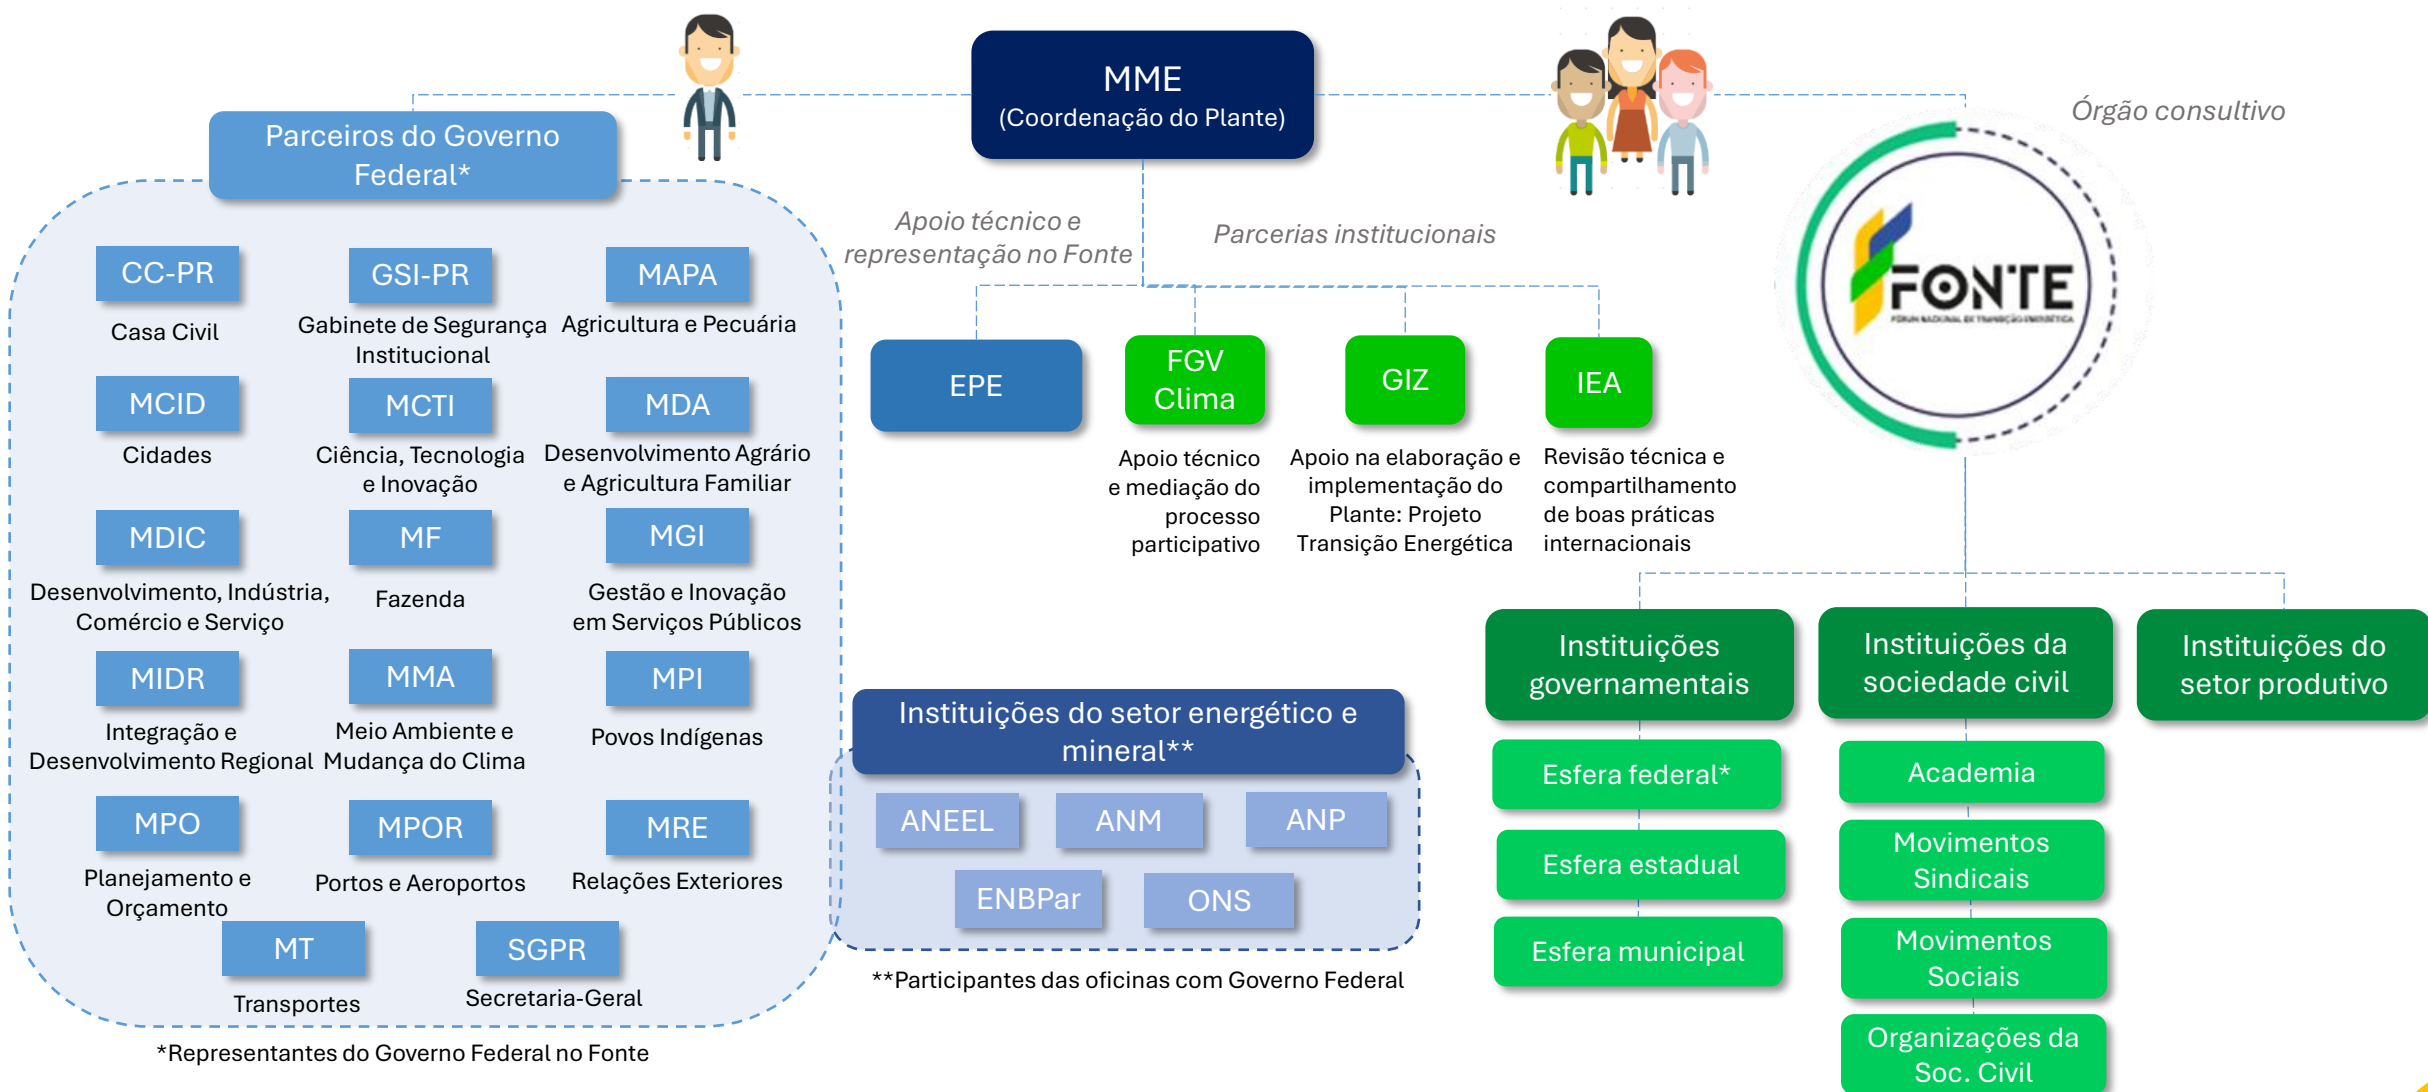 MME
(Coordenação do Plante)
Órgão consultivo
Parceiros do Governo
Federal*
CC-PR
Casa Civil
GSI-PR
Gabinete de Segurança
Institucional
MAPA
Agricultura e Pecuária
MCID
Cidades
MCTI
Ciência, Tecnologia
e Inovação
MDA
Desenvolvimento Agrário
e Agricultura Familiar
MDIC
Desenvolvimento, Indústria,
Comércio e Serviço
MF
Fazenda
MGI
Gestão e Inovação
em Serviços Públicos
MIDR
Integração e
Desenvolvimento Regional
MMA
Meio Ambiente e
Mudança do Clima
MPI
Povos Indígenas
MPO
Planejamento e
Orçamento
MPOR
Portos e Aeroportos
MRE
Relações Exteriores
MT
Transportes
SGPR
Secretaria-Geral
*Representantes do Governo Federal no Fonte
Apoio técnico e
representação no Fonte
Parcerias institucionais
EPE
FGV
Clima
Apoio técnico
e mediação do
processo
participativo
GIZ
Apoio na elaboração e
implementação do
Plante: Projeto
Transição Energética
IEA
Revisão técnica e
compartilhamento
de boas práticas
internacionais
Instituições do setor energético e
mineral**
ANEEL
ANM
ANP
ENBPar
ONS
**Participantes das oficinas com Governo Federal
FONTE
FÓRUM NACIONAL DE TRANSIÇÃO ENERGÉTICA
Instituições
governamentais
Esfera federal*
Esfera estadual
Esfera municipal
Instituições da
sociedade civil
Academia
Movimentos
Sindicais
Movimentos
Sociais
Organizações da
Soc. Civil
Instituições do
setor produtivo